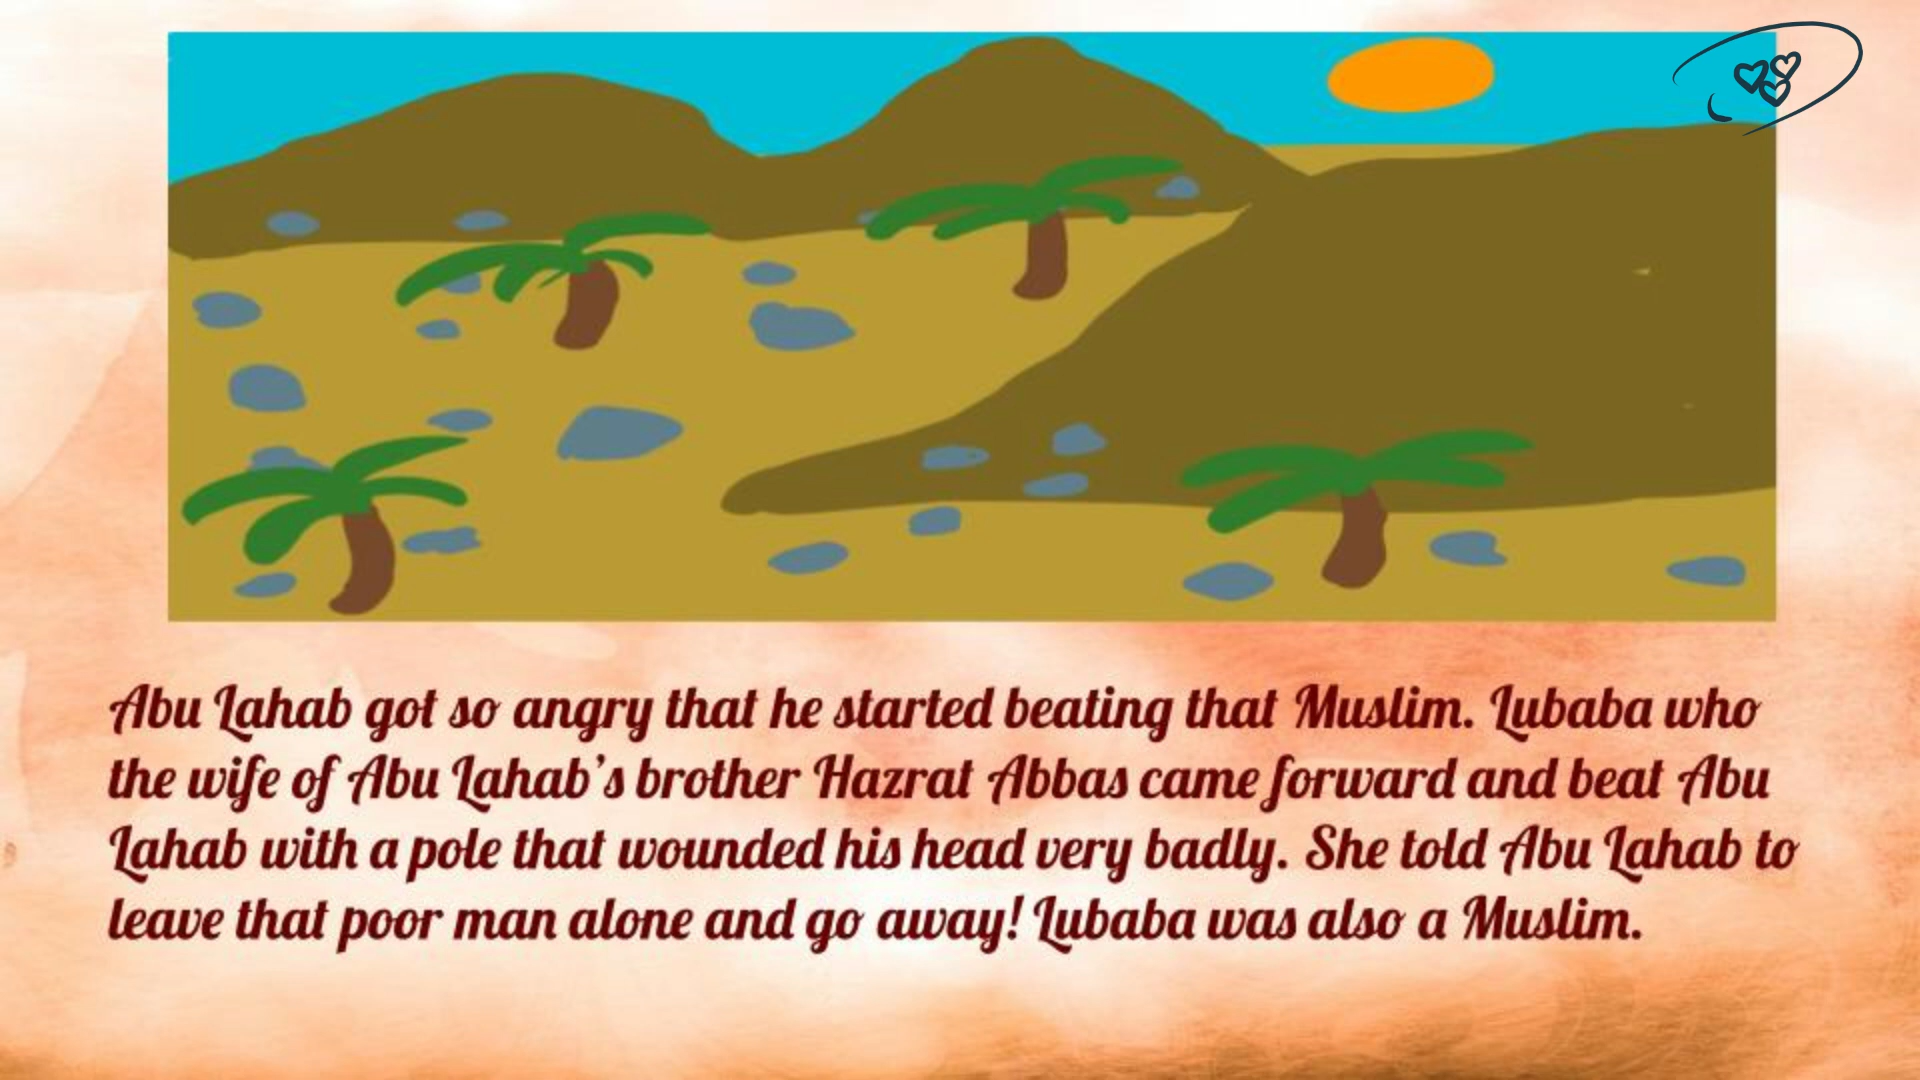 Abu Lahab got so angry that he started beating that Muslim. Lubaba who
the wife of Abu Lahab's brother Hazrat Abbas came forward and beat Abu
Lahab with a pole that wounded his head very badly. She told Abu Lahab to
leave that poor man alone and go away! Lubaba was also a Muslim.